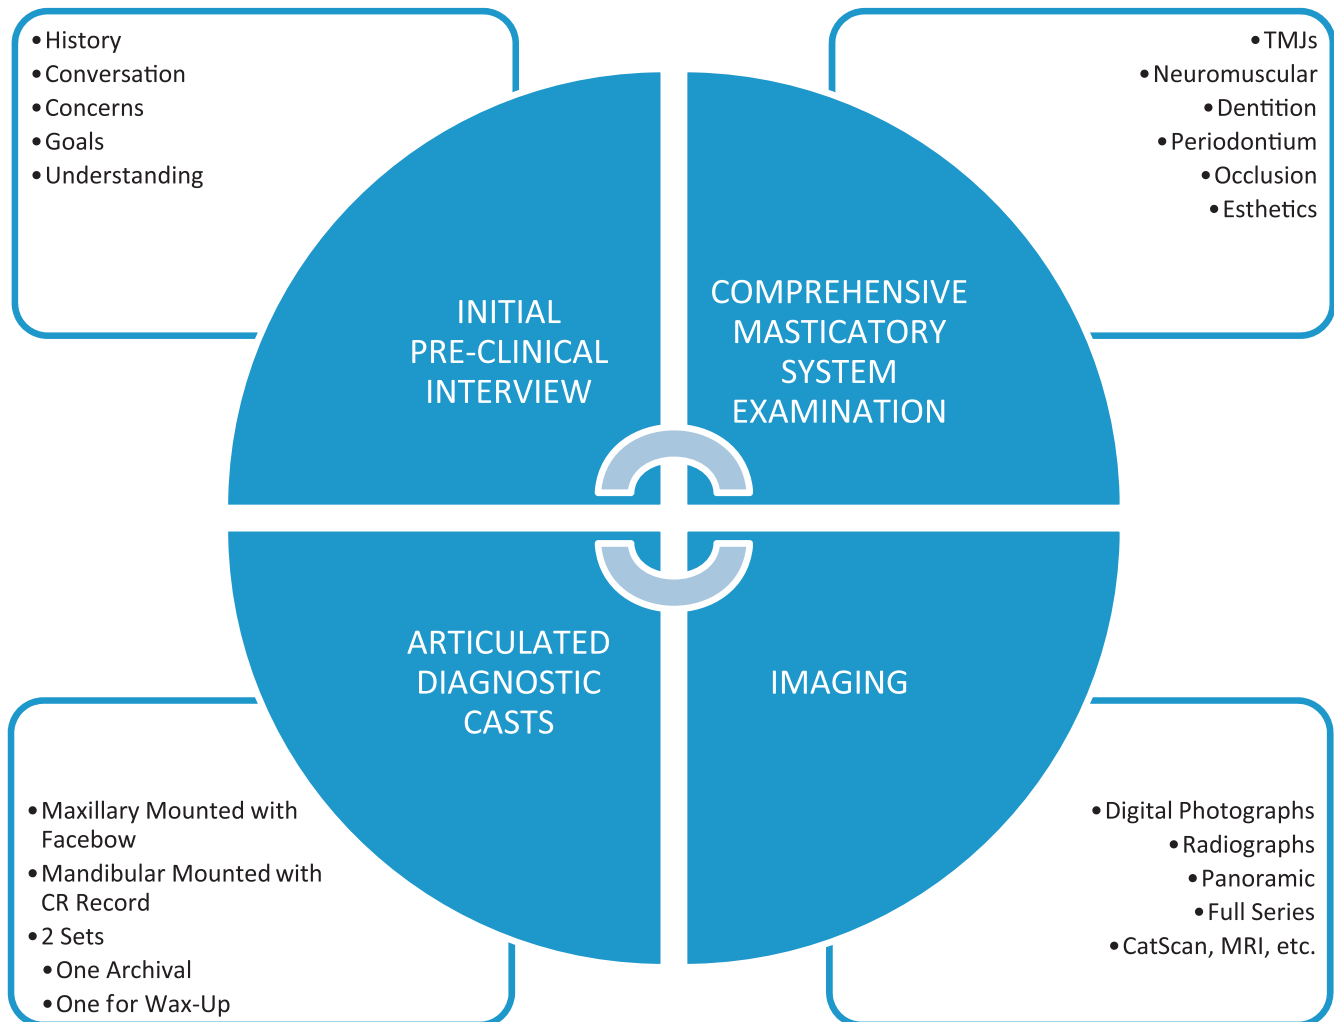 • History
• Conversation
• Concerns
• Goals
• Understanding
• TMJs
• Neuromuscular
• Dentition
• Periodontium
• Occlusion
• Esthetics
INITIAL
PRE-CLINICAL
INTERVIEW
COMPREHENSIVE
MASTICATORY
SYSTEM
EXAMINATION
ARTICULATED
DIAGNOSTIC
CASTS
IMAGING
• Maxillary Mounted with
Facebow
• Mandibular Mounted with
CR Record
• 2 Sets
• One Archival
• One for Wax-Up
• Digital Photographs
• Radiographs
• Panoramic
• Full Series
• CatScan, MRI, etc.